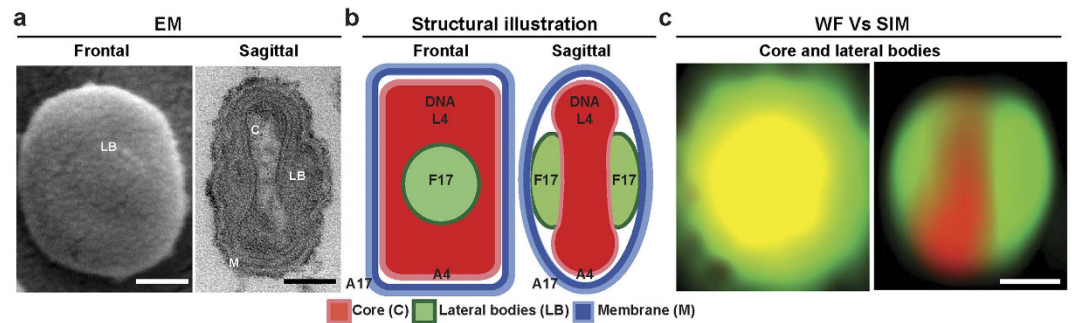 a
EM
Frontal
Sagittal
LB
C
LB
M
b
Structural illustration
Frontal
Sagittal
DNA
L4
F17
A4
A17
DNA
L4
F17
F17
A4
A17
Core (C)
Lateral bodies (LB)
Membrane (M)
c
WF Vs SIM
Core and lateral bodies